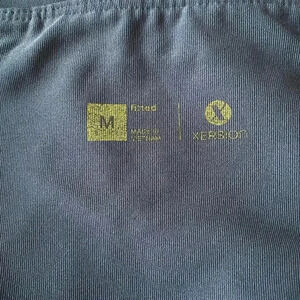 fitted
M
MADE IN
VIETNAM
X
XERSION